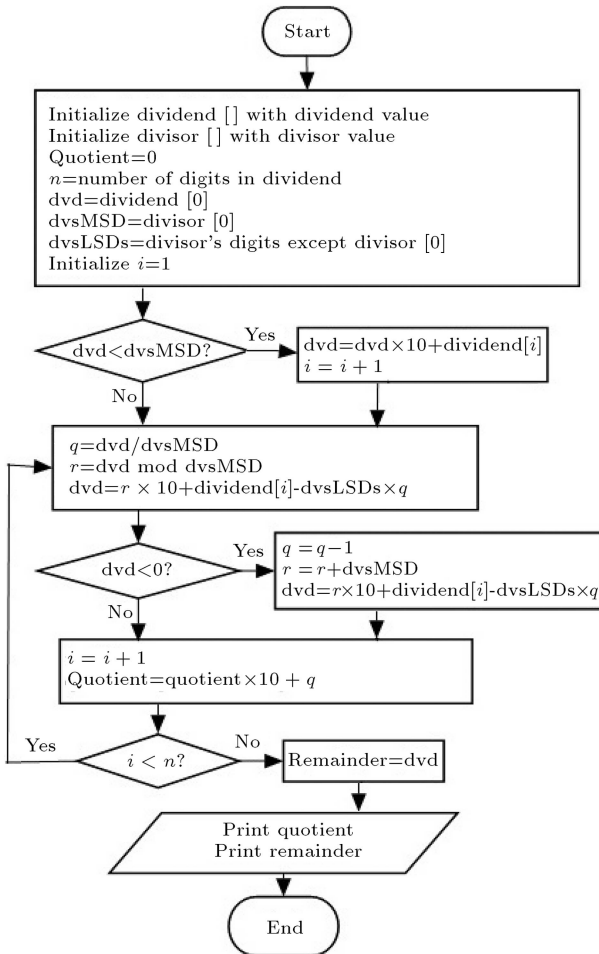 Start
Initialize dividend [ ] with dividend value
Initialize divisor [ ] with divisor value
Quotient=0
n=number of digits in dividend
dvd=dividend [0]
dvsMSD=divisor [0]
dvsLSDs=divisor's digits except divisor [0]
Initialize i=1
dvd<dvsMSD?
Yes
dvd=dvd×10+dividend[i]
i = i + 1
No
q=dvd/dvsMSD
r=dvd mod dvsMSD
dvd=r × 10+dividend[i]-dvsLSDs×q
dvd<0?
Yes
q = q−1
r = r+dvsMSD
dvd=r×10+dividend[i]-dvsLSDs×q
No
i = i + 1
Quotient=quotient×10 + q
Yes
i < n?
No
Remainder=dvd
Print quotient
Print remainder
End